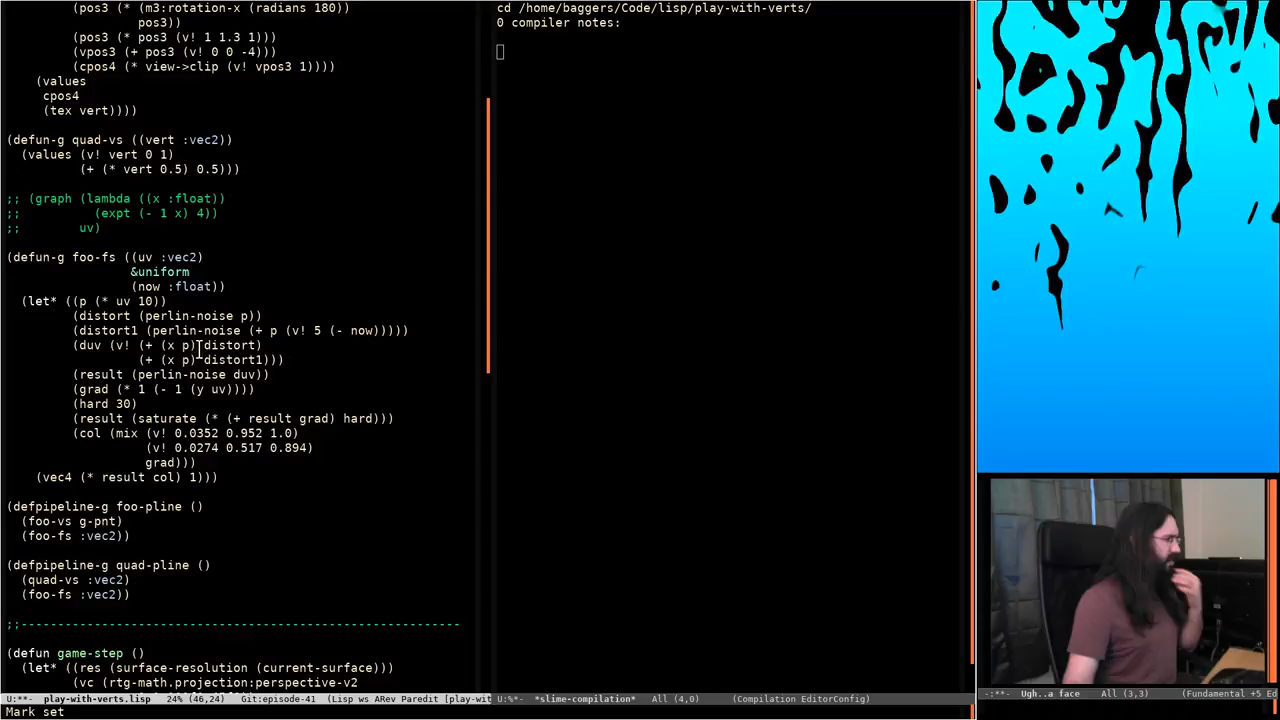 (pos3 (* (m3:rotation-x (radians 180))
pos3))
(pos3 (* pos3 (v! 1 1.3 1)))
(vpos3 (+ pos3 (v! 0 0 -4)))
(cpos4 (* view->clip (v! vpos3 1))))
(values
cpos4
(tex vert))))
(defun-g quad-vs ((vert :vec2))
(values (v! vert 0 1)
(+ (* vert 0.5) 0.5)))
;; (graph (lambda ((x :float))
;; (expt (- 1 x) 4))
;; uv)
(defun-g foo-fs ((uv :vec2)
&uniform
(now :float))
(let* ((p (* uv 10))
(distort (perlin-noise p))
(distort1 (perlin-noise (+ p (v! 5 (- now)))))
(duv (v! (+ (x p) distort)
(+ (x p) distort1)))
(result (perlin-noise duv))
(grad (* 1 (- 1 (y uv))))
(hard 30)
(result (saturate (* (+ result grad) hard)))
(col (mix (v! 0.0352 0.952 1.0)
(v! 0.0274 0.517 0.894)
grad)))
(vec4 (* result col) 1)))
(defpipeline-g foo-pline ()
(foo-vs g-pnt)
(foo-fs :vec2))
(defpipeline-g quad-pline ()
(quad-vs :vec2)
(foo-fs :vec2))
;;------------------------------------------------------------
(defun game-step ()
(let* ((res (surface-resolution (current-surface)))
(vc (rtg-math.projection:perspective-v2
U:**- play-with-verts.lisp 24% (46,24) Git:episode-41 (Lisp ws ARev Paredit [play-wit
Mark set
cd /home/baggers/Code/lisp/play-with-verts/
0 compiler notes:
U:%*- *slime-compilation* All (4,0) (Compilation EditorConfig)
-:**- Ugh..a face All (3,3) (Fundamental +5 Ed